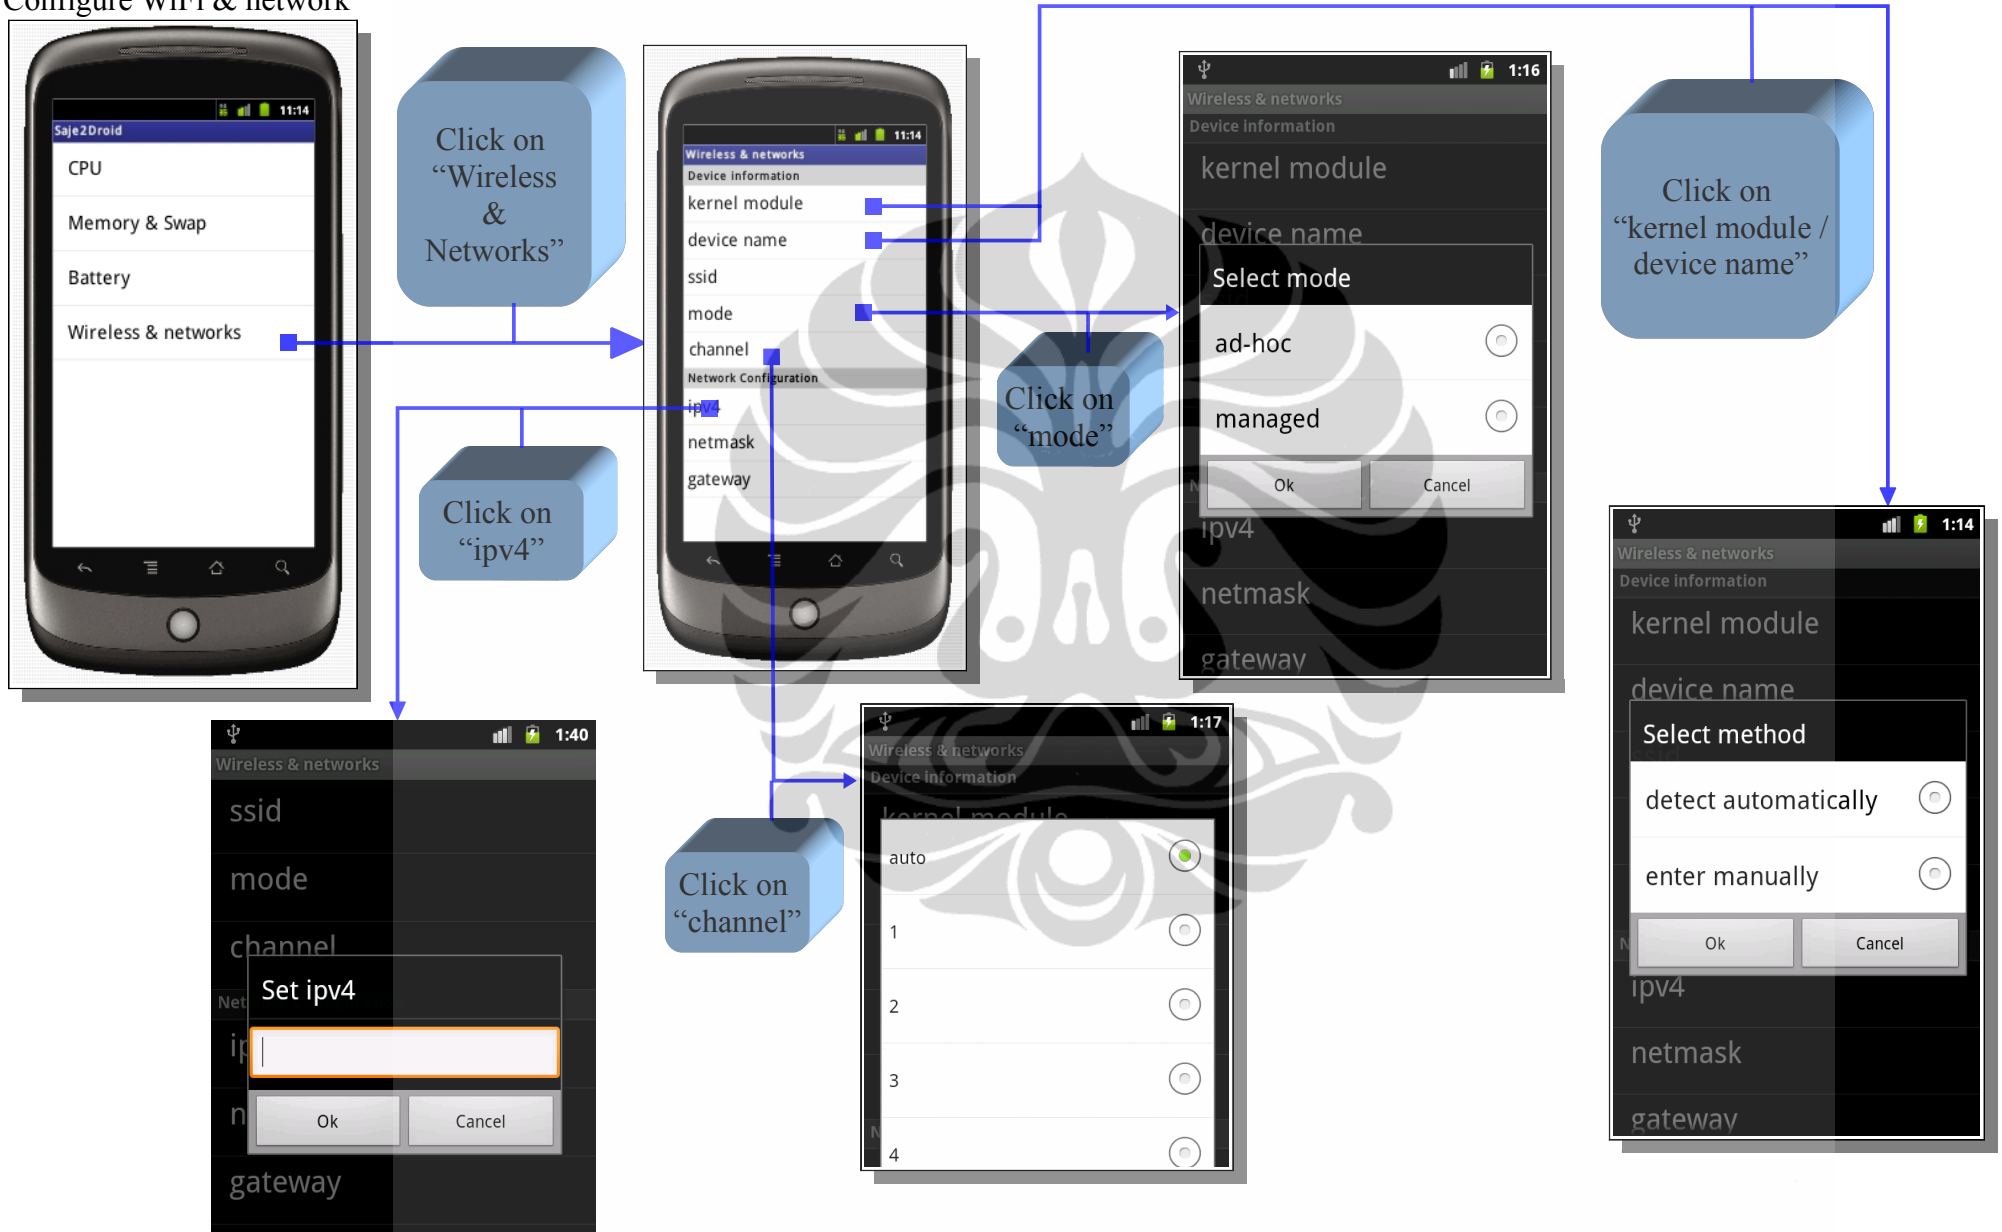 Configure WiFi & network
11:14
Saje2Droid
CPU
Memory & Swap
Battery
Wireless & networks
Click on
“Wireless
&
Networks”
11:14
Wireless & networks
Device information
kernel module
device name
ssid
mode
channel
Network Configuration
ipv4
netmask
gateway
Click on
“mode”
1:16
Wireless & networks
Device information
kernel module
device name
Select mode
ad-hoc
managed
Ok Cancel
N
ipv4
netmask
gateway
Click on
“kernel module /
device name”
1:14
Wireless & networks
Device information
kernel module
device name
ssid
Select method
detect automatically
enter manually
Ok Cancel
N
ipv4
netmask
gateway
Click on
“ipv4”
1:40
Wireless & networks
ssid
mode
channel
Set ipv4
Net
ip
n
Ok Cancel
gateway
Click on
“channel”
1:17
Wireless & networks
Device information
kernel module
auto
1
2
3
N
4